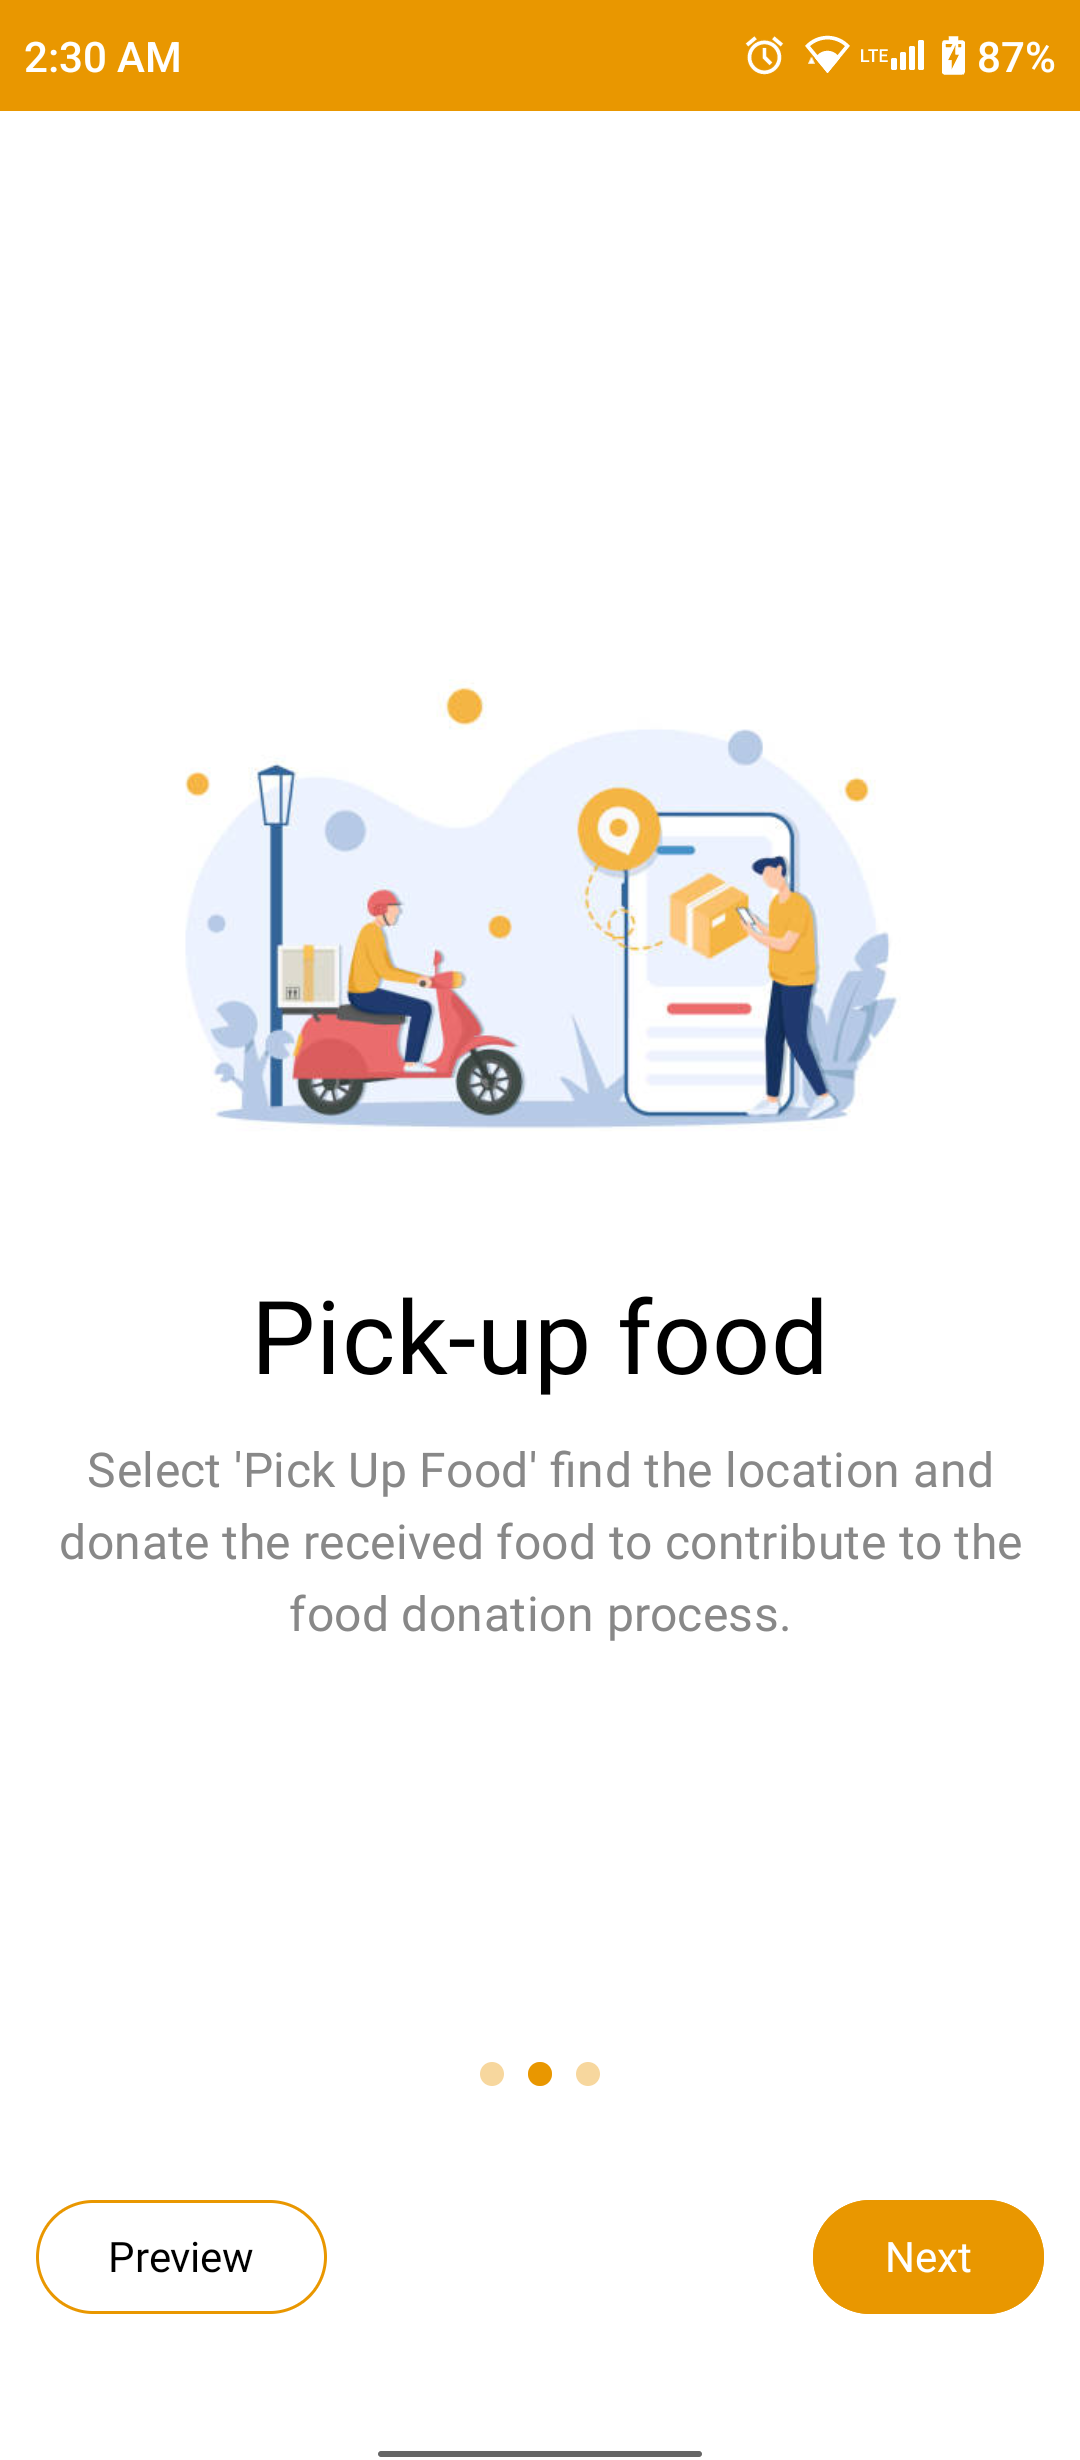 2:30 AM
LTE 87%
Pick-up food
Select 'Pick Up Food' find the location and
donate the received food to contribute to the
food donation process.
Preview
Next